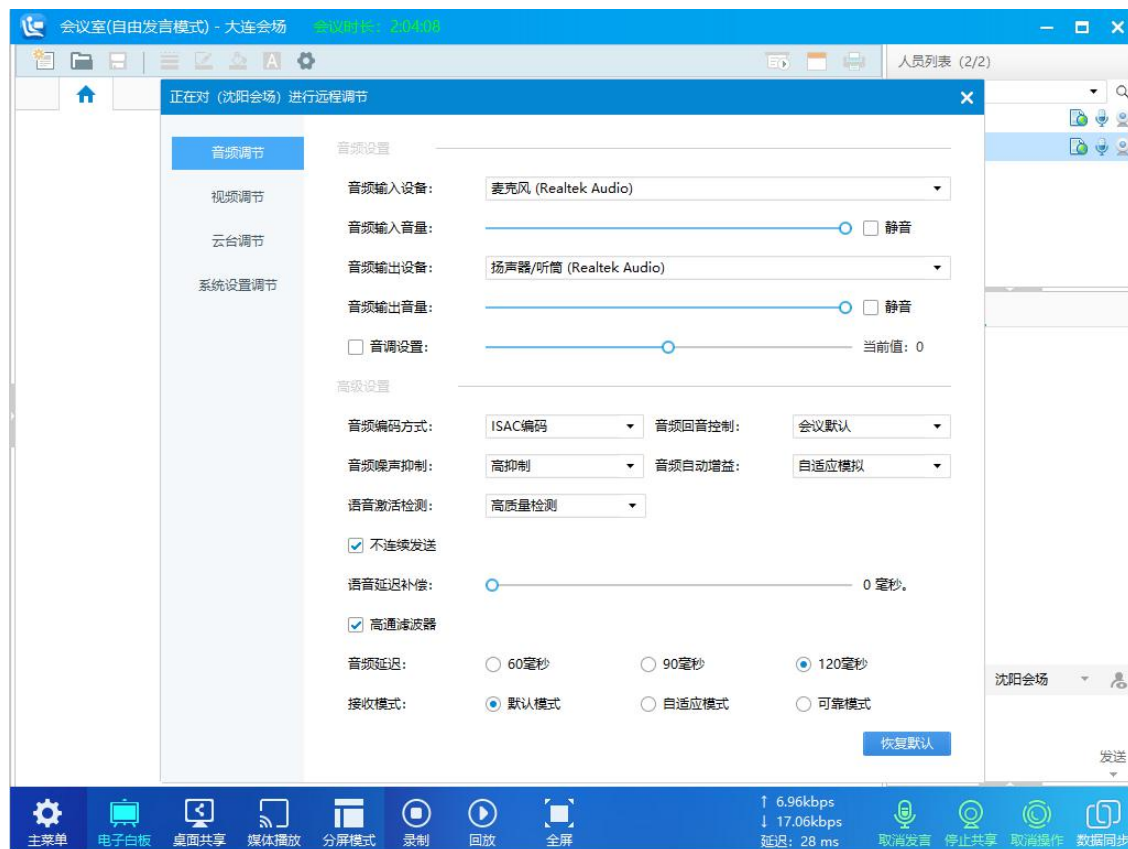 会议室(自由发言模式) - 大连会场 会议时长: 2:04:08
A
人员列表 (2/2)
正在对（沈阳会场）进行远程调节
音频调节
视频调节
云台调节
系统设置调节
音频设置
音频输入设备: 麦克风 (Realtek Audio)
音频输入音量: 静音
音频输出设备: 扬声器/听筒 (Realtek Audio)
音频输出音量: 静音
音调设置: 当前值: 0
高级设置
音频编码方式: ISAC编码 音频回音控制: 会议默认
音频噪声抑制: 高抑制 音频自动增益: 自适应模拟
语音激活检测: 高质量检测
不连续发送
语音延迟补偿: 0 毫秒。
高通滤波器
音频延迟: 60毫秒 90毫秒 120毫秒
接收模式: 默认模式 自适应模式 可靠模式
恢复默认
沈阳会场
发送
主菜单 电子白板 桌面共享 媒体播放 分屏模式 录制 回放 全屏
↑ 6.96kbps
↓ 17.06kbps
延迟: 28 ms
取消发言 停止共享 取消操作 数据同步